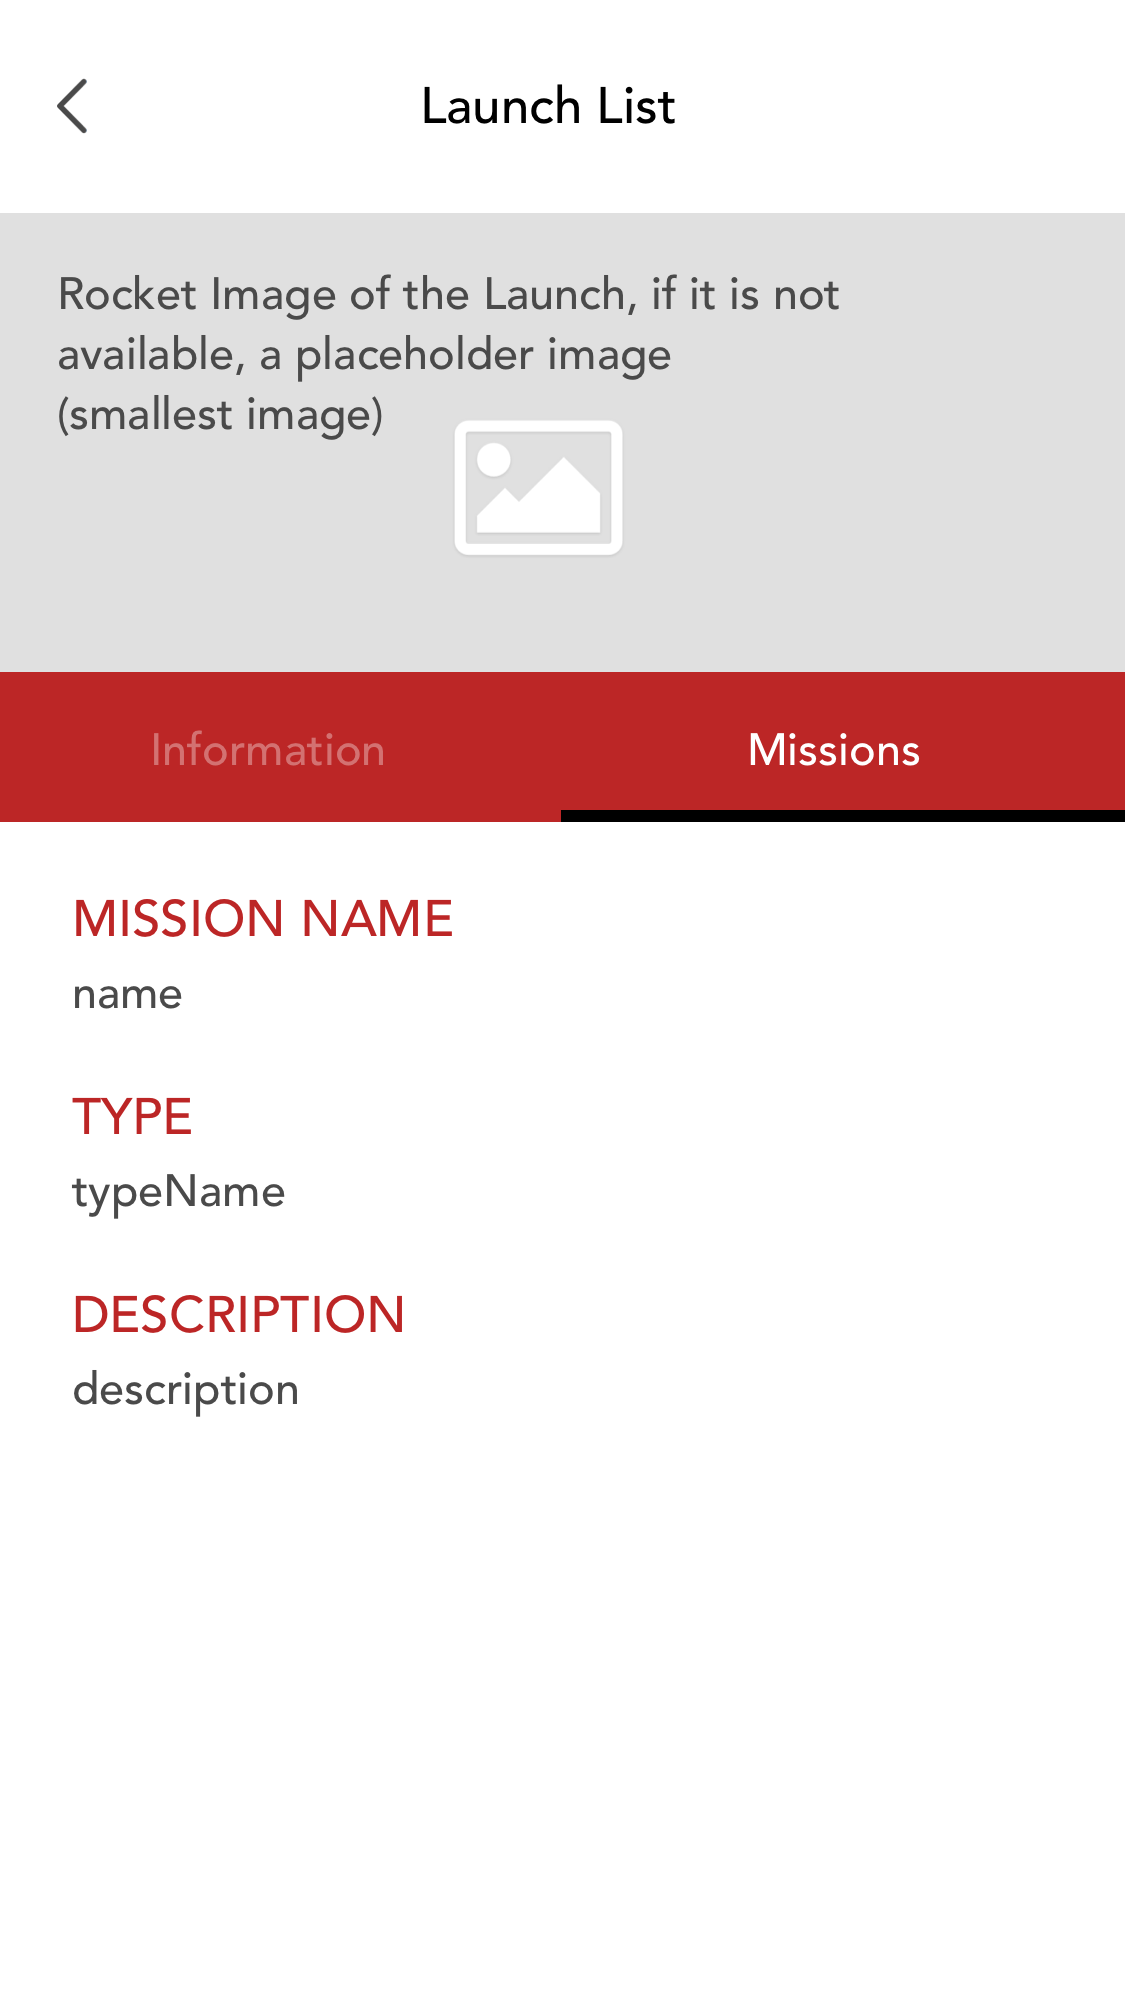 Launch List
Rocket Image of the Launch, if it is not
available, a placeholder image
(smallest image)
Information
Missions
MISSION NAME
name
TYPE
typeName
DESCRIPTION
description